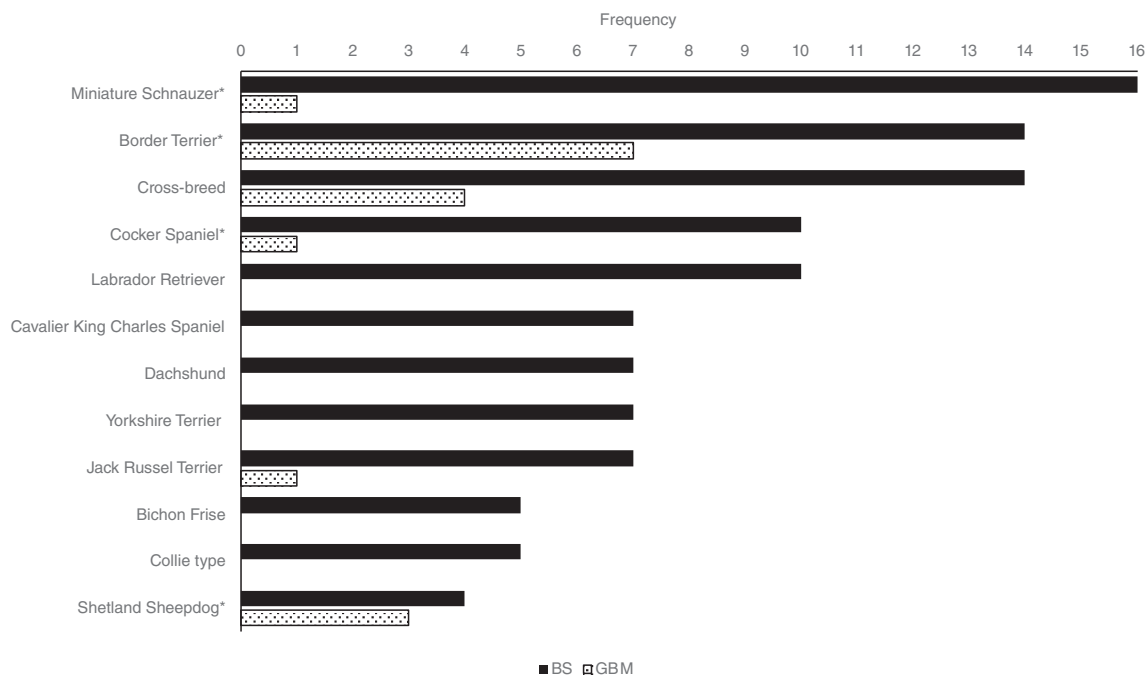 Frequency
0 1 2 3 4 5 6 7 8 9 10 11 12 13 14 15 16
Miniature Schnauzer*
Border Terrier*
Cross-breed
Cocker Spaniel*
Labrador Retriever
Cavalier King Charles Spaniel
Dachshund
Yorkshire Terrier
Jack Russel Terrier
Bichon Frise
Collie type
Shetland Sheepdog*
BS GBM